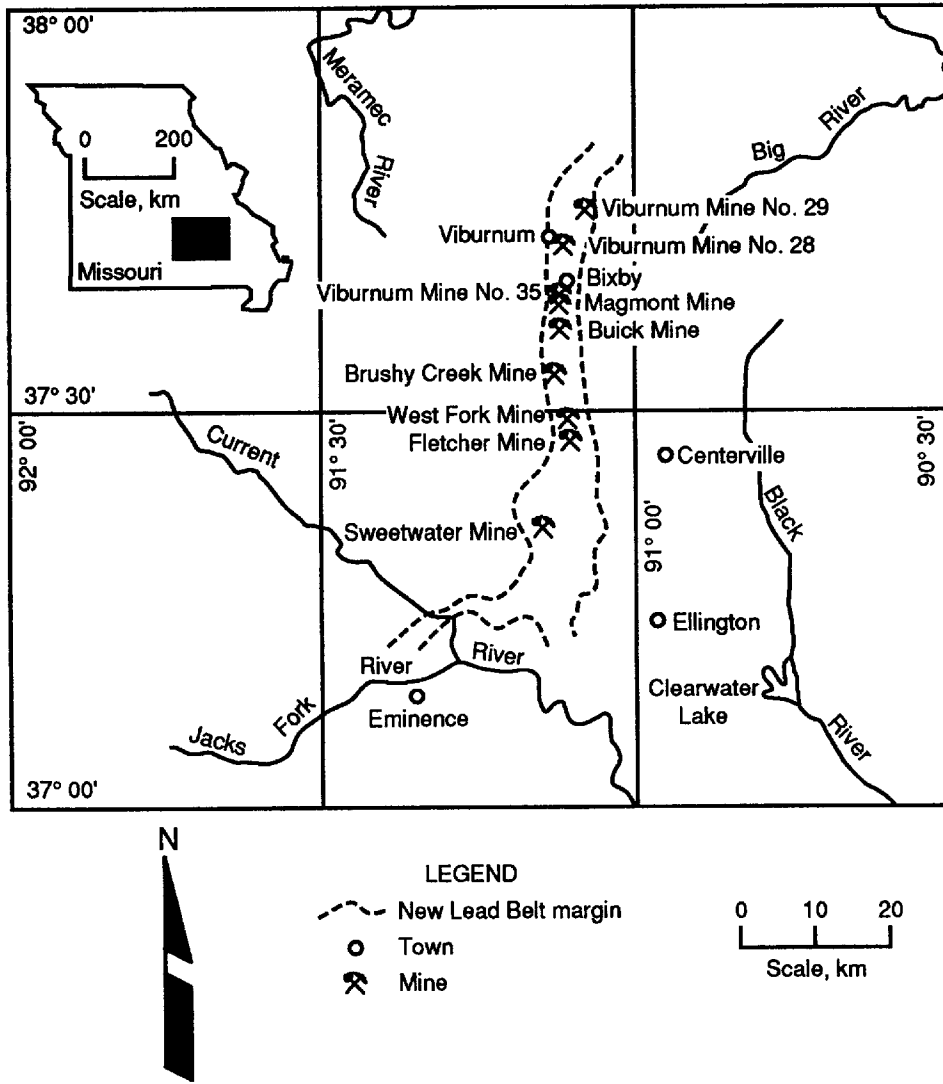 38° 00'
Meramec
River
Big
River
0 200
Scale, km
Missouri
Viburnum Mine No. 29
Viburnum
Viburnum Mine No. 28
Bixby
Viburnum Mine No. 35
Magmont Mine
Buick Mine
Brushy Creek Mine
37° 30'
West Fork Mine
Fletcher Mine
92° 00'
Current
91° 30'
Centerville
90° 30'
Black
Sweetwater Mine
91° 00'
Ellington
River
River
Clearwater
Lake
Jacks
Fork
Eminence
River
37° 00'
N
LEGEND
New Lead Belt margin
Town
Mine
0 10 20
Scale, km